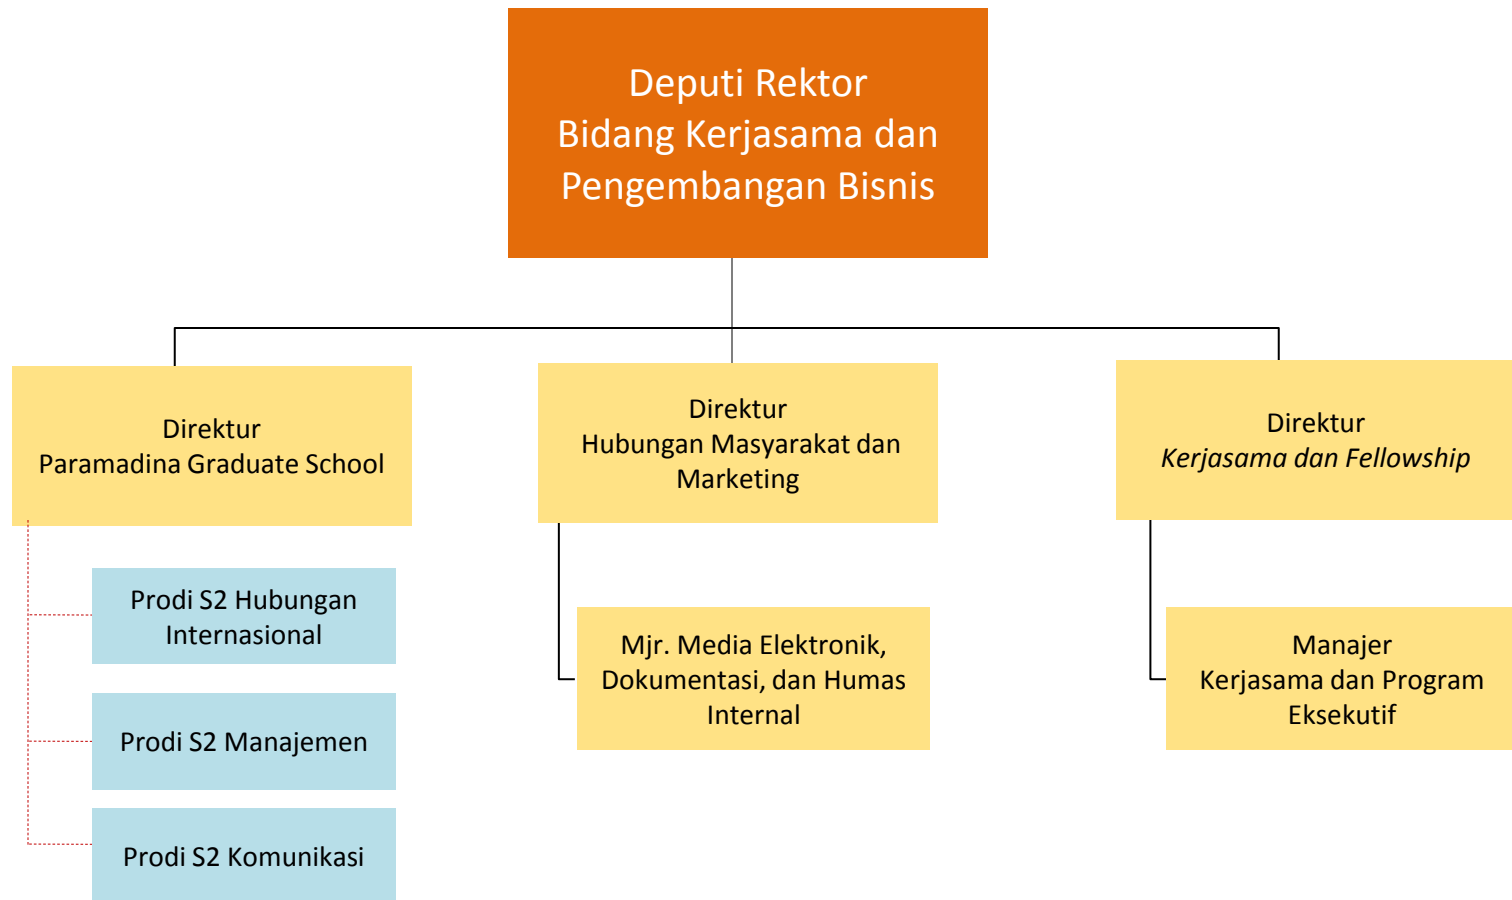 Deputi Rektor
Bidang Kerjasama dan
Pengembangan Bisnis
Direktur
Paramadina Graduate School
Direktur
Hubungan Masyarakat dan
Marketing
Direktur
Kerjasama dan Fellowship
Prodi S2 Hubungan
Internasional
Prodi S2 Manajemen
Prodi S2 Komunikasi
Mjr. Media Elektronik,
Dokumentasi, dan Humas
Internal
Manajer
Kerjasama dan Program
Eksekutif